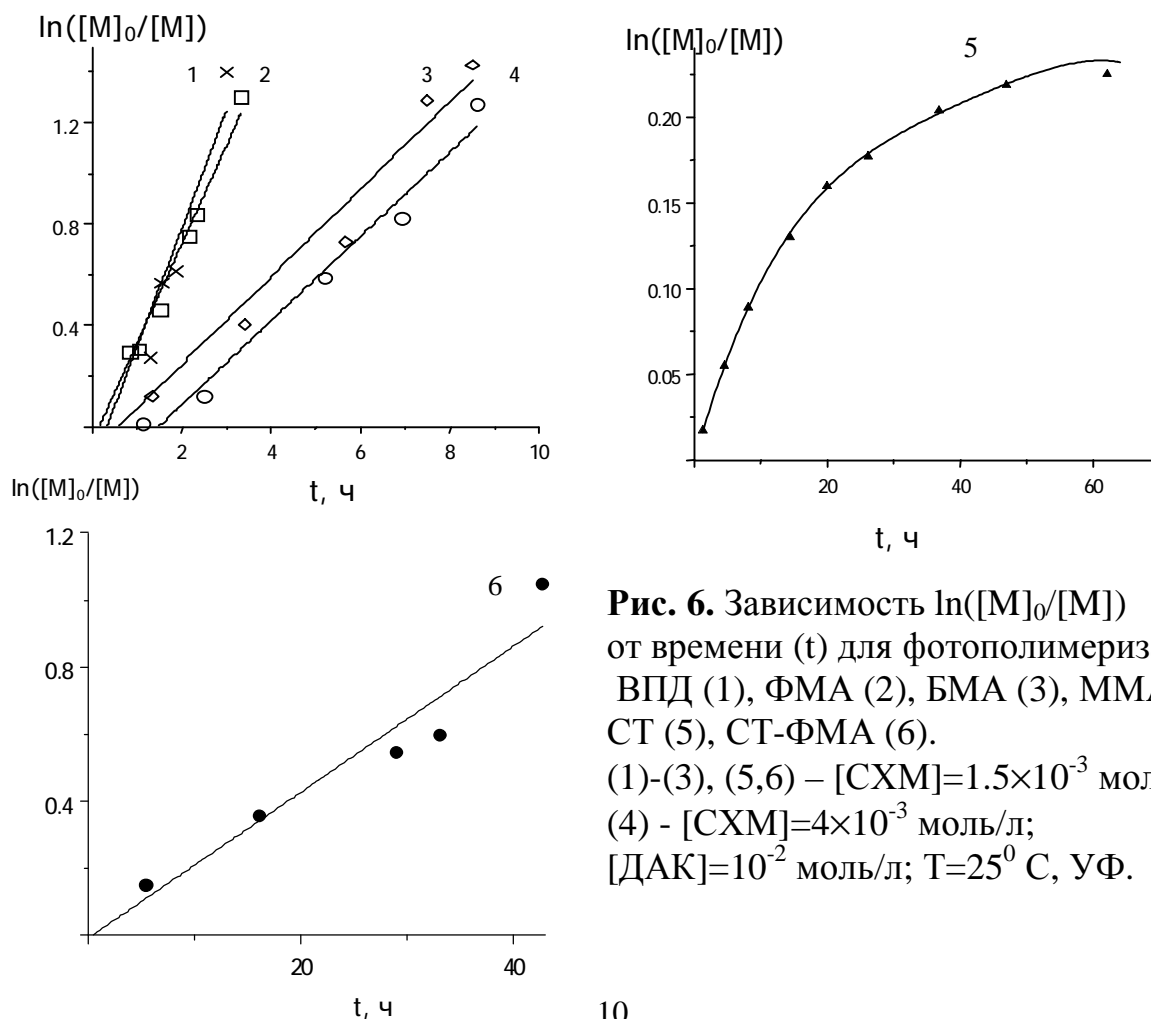 ln([M]₀/[M])
1 2 3 4
1.2
0.8
0.4
2 4 6 8 10
t, ч
ln([M]₀/[M])
5
0.20
0.15
0.10
0.05
20 40 60
t, ч
ln([M]₀/[M])
1.2
6
0.8
0.4
20 40
t, ч
Рис. 6. Зависимость ln([M]₀/[M])
от времени (t) для фотополимериз
ВПД (1), ФМА (2), БМА (3), ММА
СТ (5), СТ-ФМА (6).
(1)-(3), (5,6) – [СХМ]=1.5×10⁻³ мол
(4) - [СХМ]=4×10⁻³ моль/л;
[ДАК]=10⁻² моль/л; Т=25⁰ С, УФ.
10